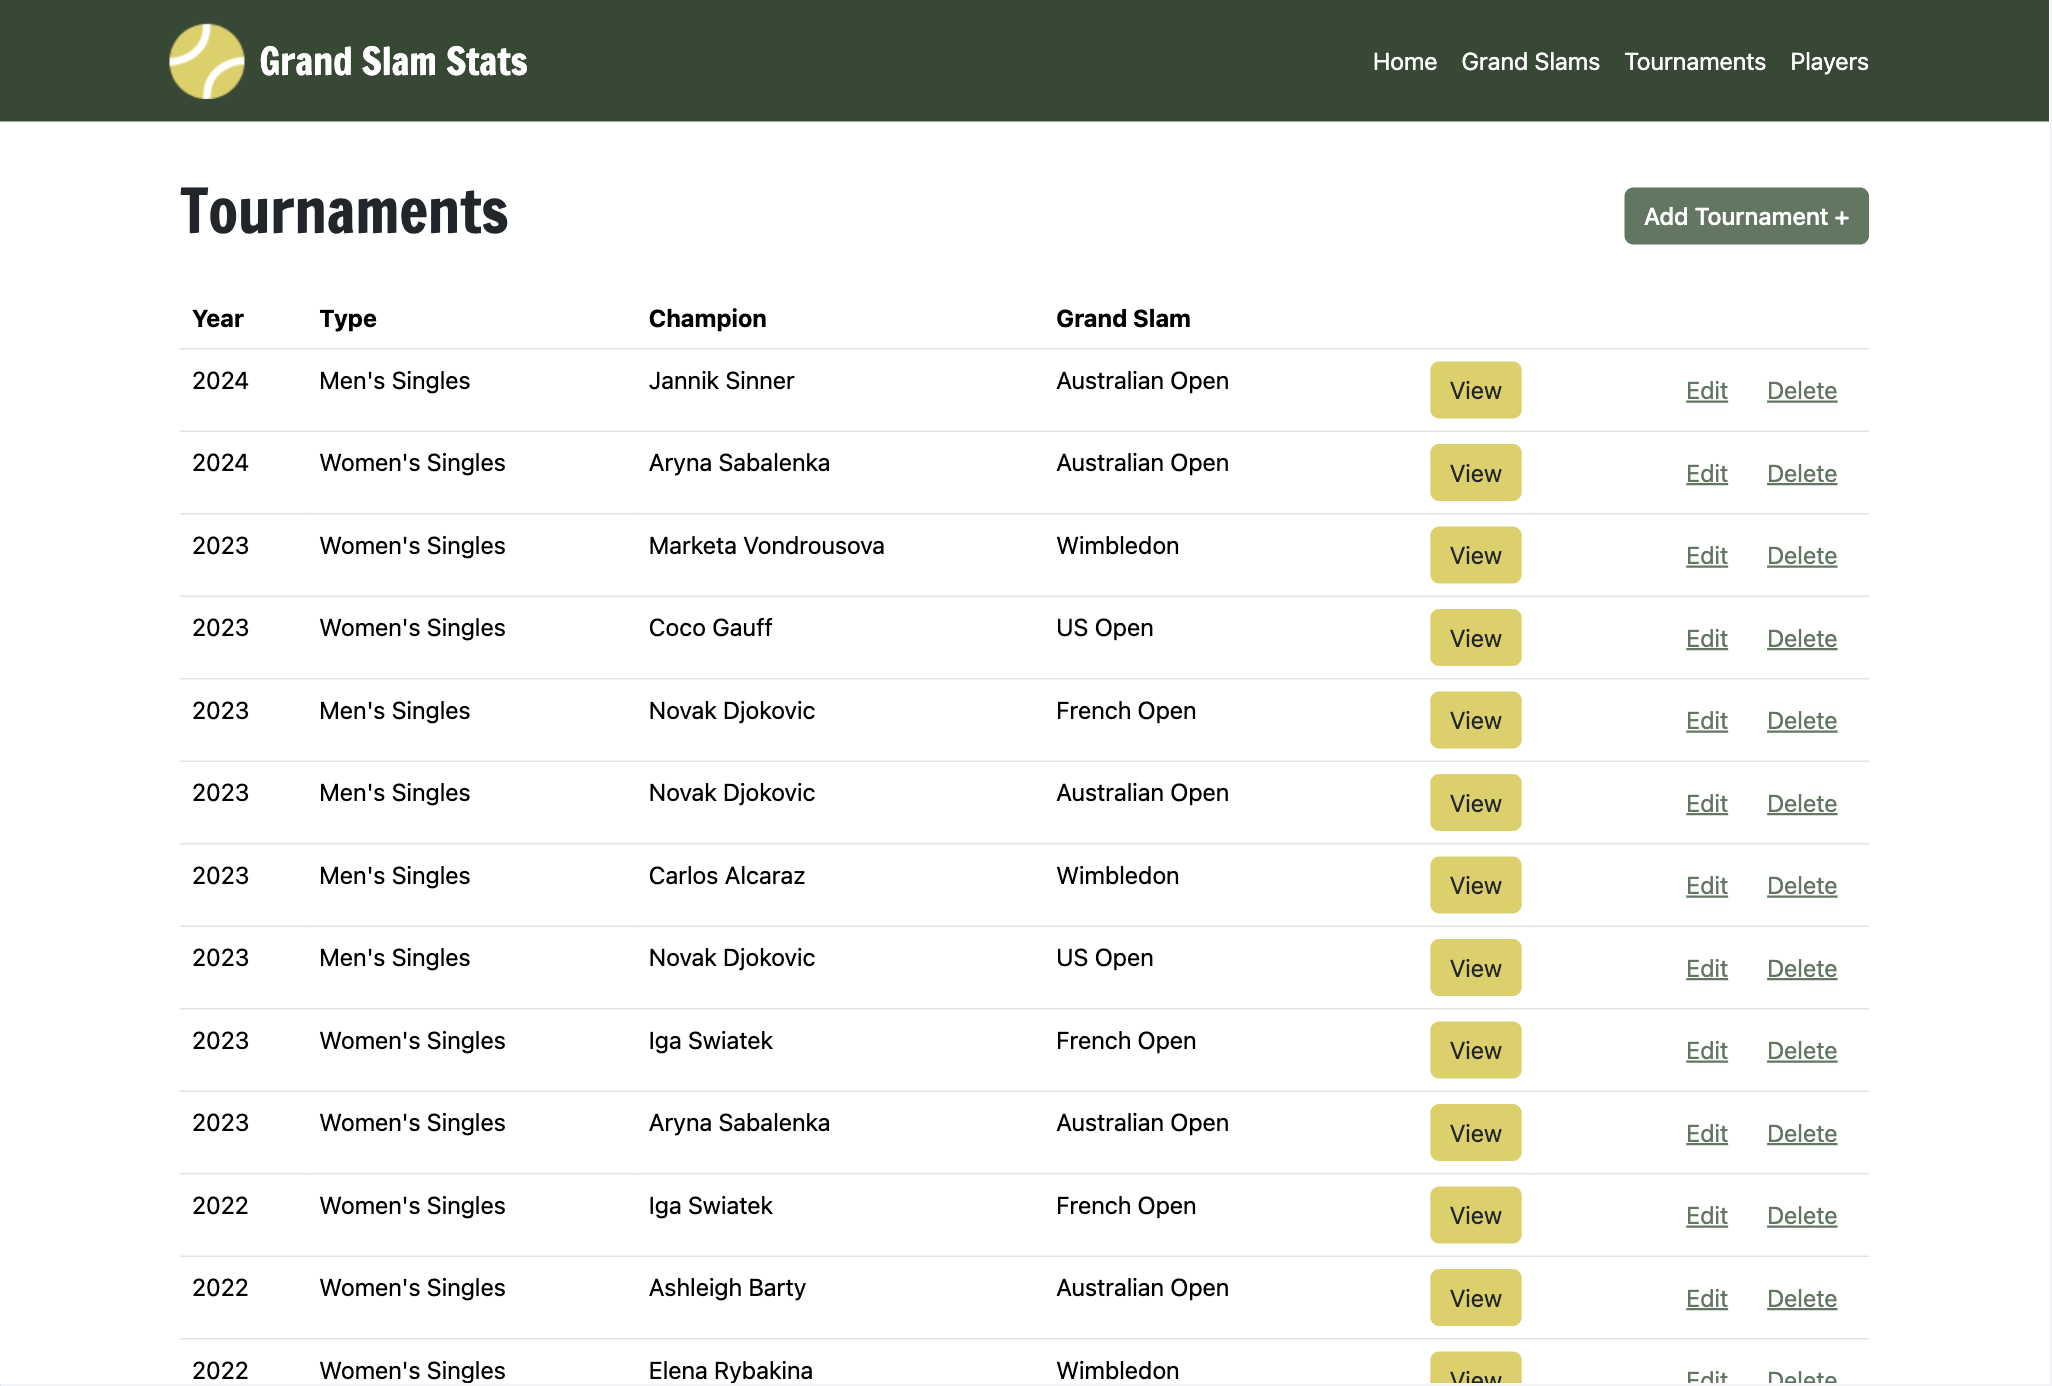 Grand Slam Stats
Home Grand Slams Tournaments Players
Tournaments
Add Tournament +
Year Type Champion Grand Slam
2024 Men's Singles Jannik Sinner Australian Open View Edit Delete
2024 Women's Singles Aryna Sabalenka Australian Open View Edit Delete
2023 Women's Singles Marketa Vondrousova Wimbledon View Edit Delete
2023 Women's Singles Coco Gauff US Open View Edit Delete
2023 Men's Singles Novak Djokovic French Open View Edit Delete
2023 Men's Singles Novak Djokovic Australian Open View Edit Delete
2023 Men's Singles Carlos Alcaraz Wimbledon View Edit Delete
2023 Men's Singles Novak Djokovic US Open View Edit Delete
2023 Women's Singles Iga Swiatek French Open View Edit Delete
2023 Women's Singles Aryna Sabalenka Australian Open View Edit Delete
2022 Women's Singles Iga Swiatek French Open View Edit Delete
2022 Women's Singles Ashleigh Barty Australian Open View Edit Delete
2022 Women's Singles Elena Rybakina Wimbledon View Edit Delete